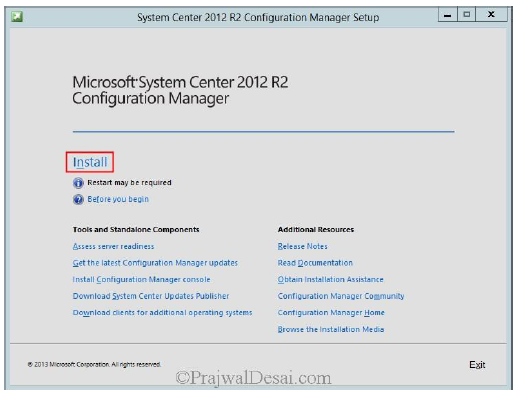 System Center 2012 R2 Configuration Manager Setup
Microsoft System Center 2012 R2
Configuration Manager
Install
Restart may be required
Before you begin
Tools and Standalone Components
Assess server readiness
Get the latest Configuration Manager updates
Install Configuration Manager console
Download System Center Updates Publisher
Download clients for additional operating systems
Additional Resources
Release Notes
Read Documentation
Obtain Installation Assistance
Configuration Manager Community
Configuration Manager Home
Browse the Installation Media
© 2013 Microsoft Corporation. All rights reserved.
Exit
©PrajwalDesai.com